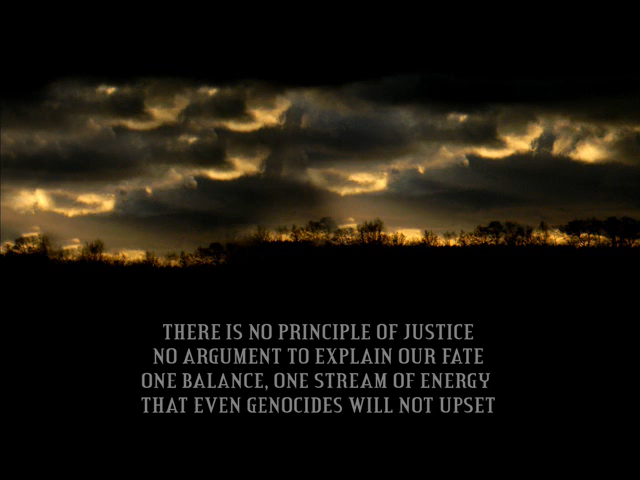 THERE IS NO PRINCIPLE OF JUSTICE
NO ARGUMENT TO EXPLAIN OUR FATE
ONE BALANCE, ONE STREAM OF ENERGY
THAT EVEN GENOCIDES WILL NOT UPSET